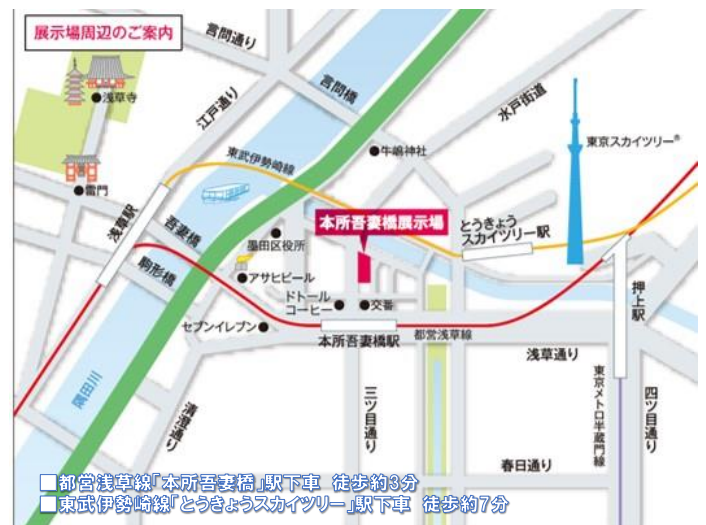 展示場周辺のご案内
言問通り
言問橋
江戸通り
水戸街道
浅草寺
牛嶋神社
東京スカイツリー®
東武伊勢崎線
雷門
浅草駅
吾妻橋
本所吾妻橋展示場
とうきょう
スカイツリー駅
墨田区役所
駒形橋
アサヒビール
押上駅
ドトール
コーヒー
交番
セブンイレブン
本所吾妻橋駅
都営浅草線
浅草通り
隅田川
清澄通り
三ツ目通り
東京メトロ半蔵門線
四ツ目通り
春日通り
■都営浅草線「本所吾妻橋」駅下車 徒歩約3分
■東武伊勢崎線「とうきょうスカイツリー」駅下車 徒歩約7分